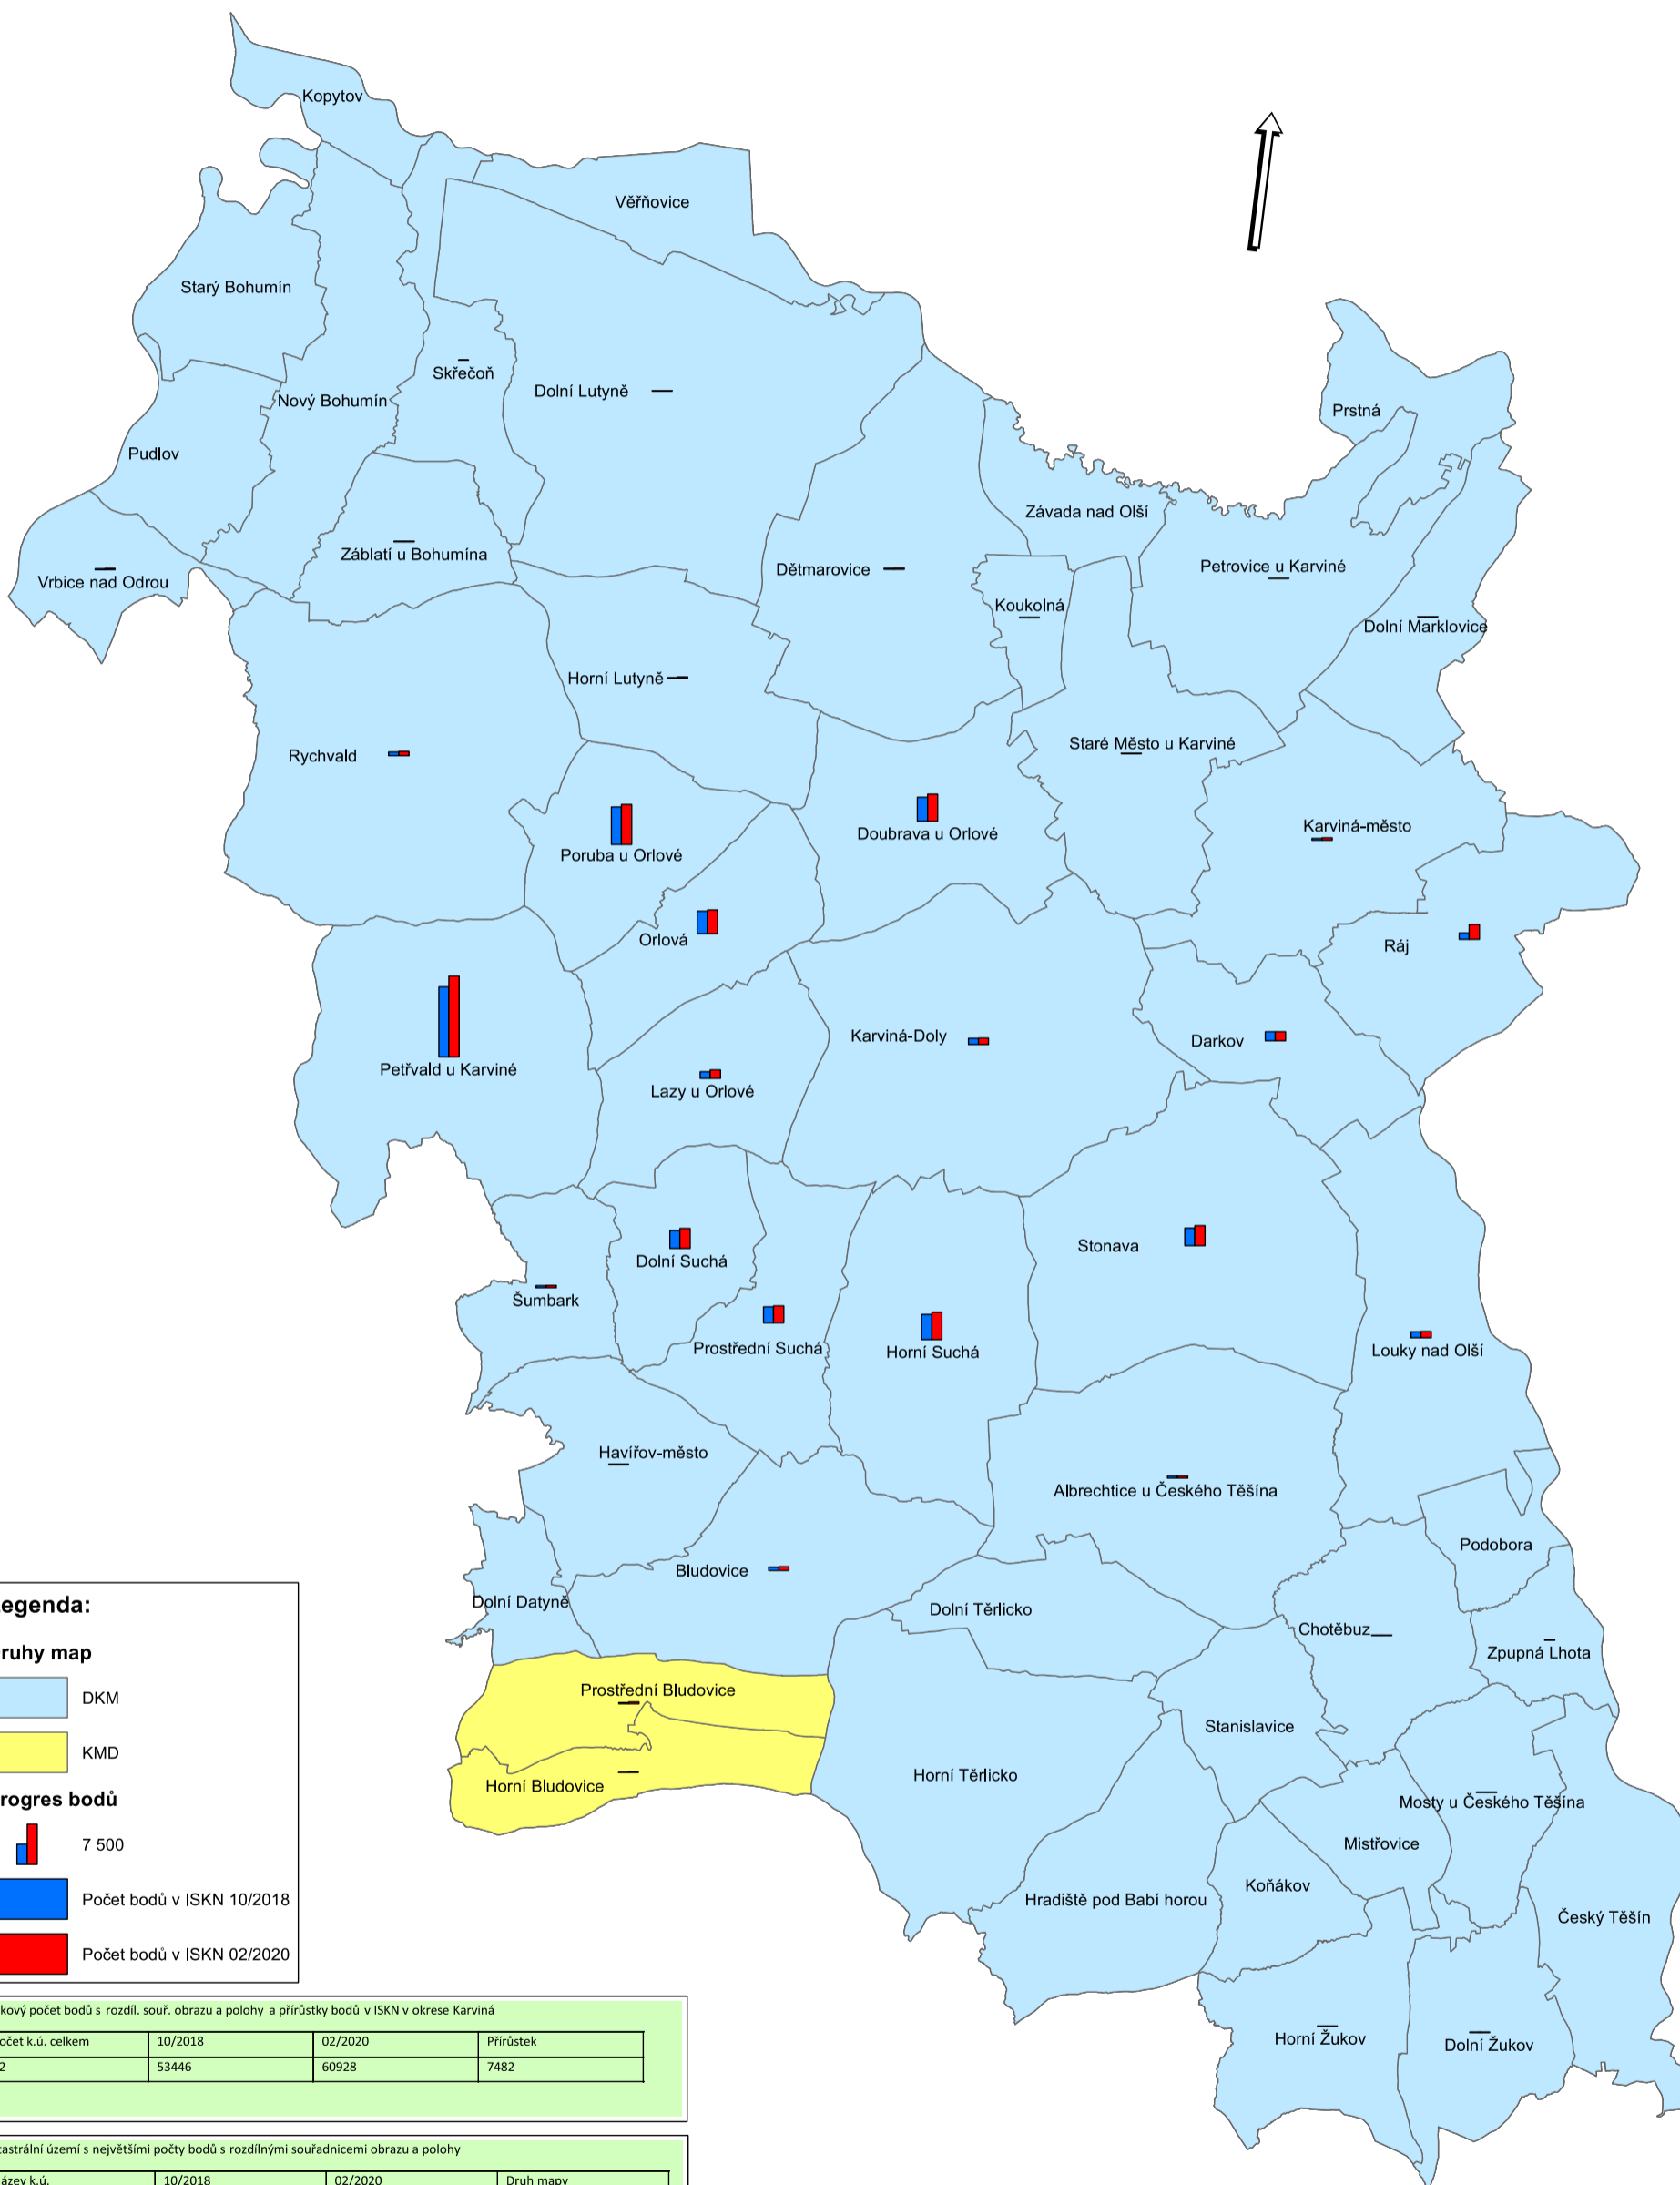 Kopytov
Věřňovice
Starý Bohumín
Skřečoň
Dolní Lutyně
Nový Bohumín
Prstná
Pudlov
Závada nad Olší
Záblatí u Bohumína
Dětmarovice
Petrovice u Karviné
Vrbice nad Odrou
Koukolná
Dolní Marklovice
Horní Lutyně
Staré Město u Karviné
Rychvald
Karviná-město
Doubrava u Orlové
Poruba u Orlové
Orlová
Ráj
Karviná-Doly
Darkov
Petřvald u Karviné
Lazy u Orlové
Stonava
Dolní Suchá
Šumbark
Prostřední Suchá
Horní Suchá
Louky nad Olší
Havířov-město
Albrechtice u Českého Těšína
Podobora
Bludovice
Dolní Datyně
Dolní Těrlicko
Chotěbuz
Zpupná Lhota
Prostřední Bludovice
Stanislavice
Horní Těrlicko
Horní Bludovice
Mosty u Českého Těšína
Mistřovice
Koňákov
Hradiště pod Babí horou
Český Těšín
Horní Žukov
Dolní Žukov
egenda:
ruhy map
DKM
KMD
rogres bodů
7 500
Počet bodů v ISKN 10/2018
Počet bodů v ISKN 02/2020
kový počet bodů s rozdíl. souř. obrazu a polohy a přírůstky bodů v ISKN v okrese Karviná
očet k.ú. celkem 10/2018 02/2020 Přírůstek
2 53446 60928 7482
tastrální území s největšími počty bodů s rozdílnými souřadnicemi obrazu a polohy
ázev k.ú. 10/2018 02/2020 Druh mapy